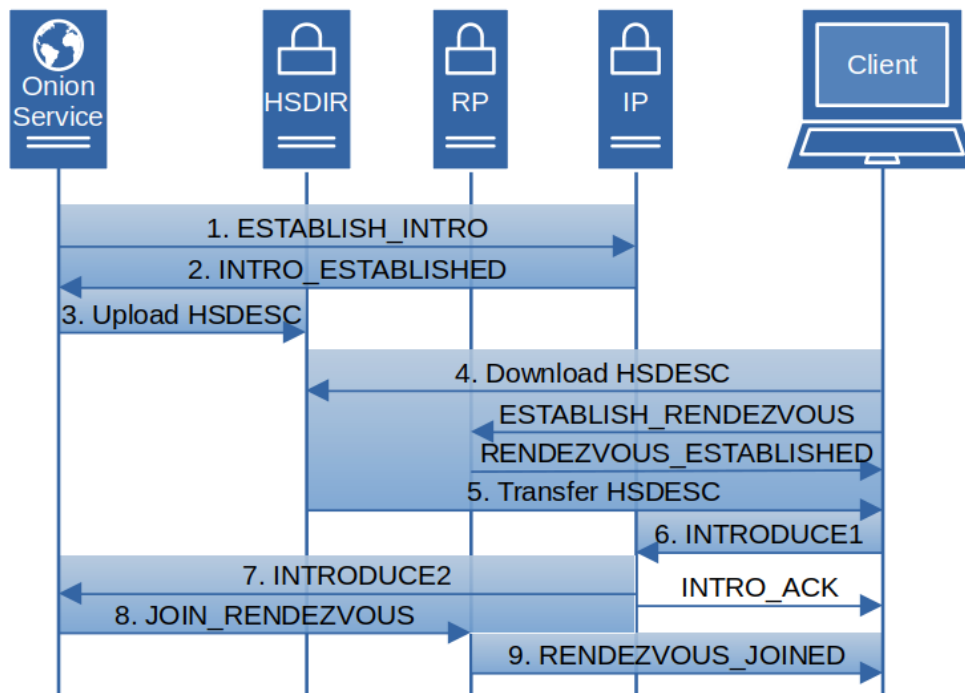 Onion
Service
HSDIR
RP
IP
Client
1. ESTABLISH_INTRO
2. INTRO_ESTABLISHED
3. Upload HSDESC
4. Download HSDESC
ESTABLISH_RENDEZVOUS
RENDEZVOUS_ESTABLISHED
5. Transfer HSDESC
6. INTRODUCE1
7. INTRODUCE2
INTRO_ACK
8. JOIN_RENDEZVOUS
9. RENDEZVOUS_JOINED